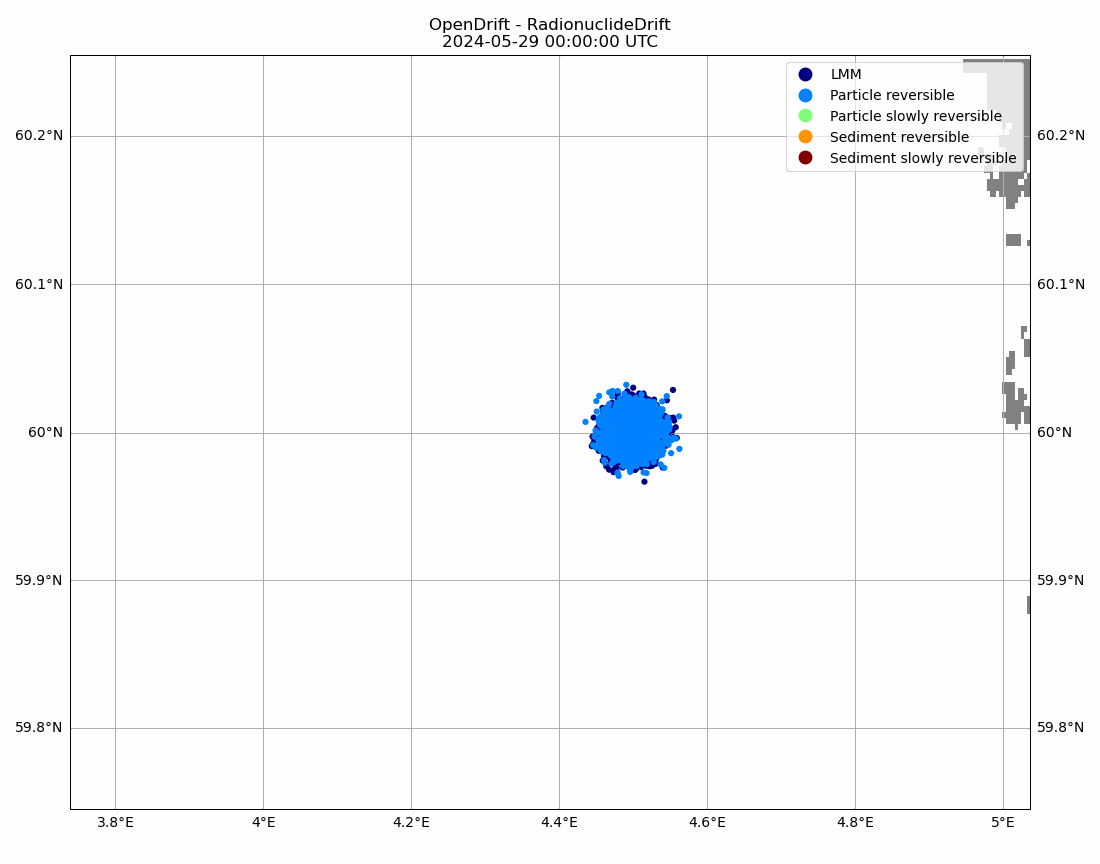 OpenDrift - RadionuclideDrift
2024-05-29 00:00:00 UTC
LMM
Particle reversible
Particle slowly reversible
Sediment reversible
Sediment slowly reversible
60.2°N 60.2°N
60.1°N 60.1°N
60°N 60°N
59.9°N 59.9°N
59.8°N 59.8°N
3.8°E 4°E 4.2°E 4.4°E 4.6°E 4.8°E 5°E